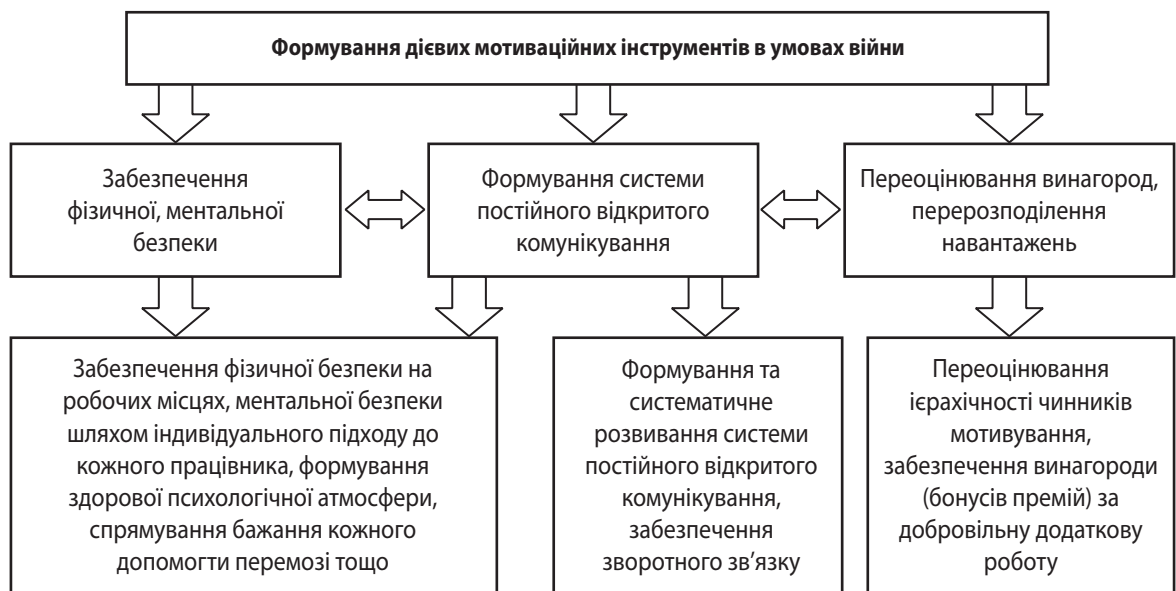 Формування дієвих мотиваційних інструментів в умовах війни
Забезпечення
фізичної, ментальної
безпеки
Формування системи
постійного відкритого
комунікування
Переоцінювання винагород,
перерозподілення
навантажень
Забезпечення фізичної безпеки на
робочих місцях, ментальної безпеки
шляхом індивідуального підходу до
кожного працівника, формування
здорової психологічної атмосфери,
спрямування бажання кожного
допомогти перемозі тощо
Формування та
систематичне
розвивання системи
постійного відкритого
комунікування,
забезпечення
зворотного зв’язку
Переоцінювання
ієрахічності чинників
мотивування,
забезпечення винагороди
(бонусів премій) за
добровільну додаткову
роботу